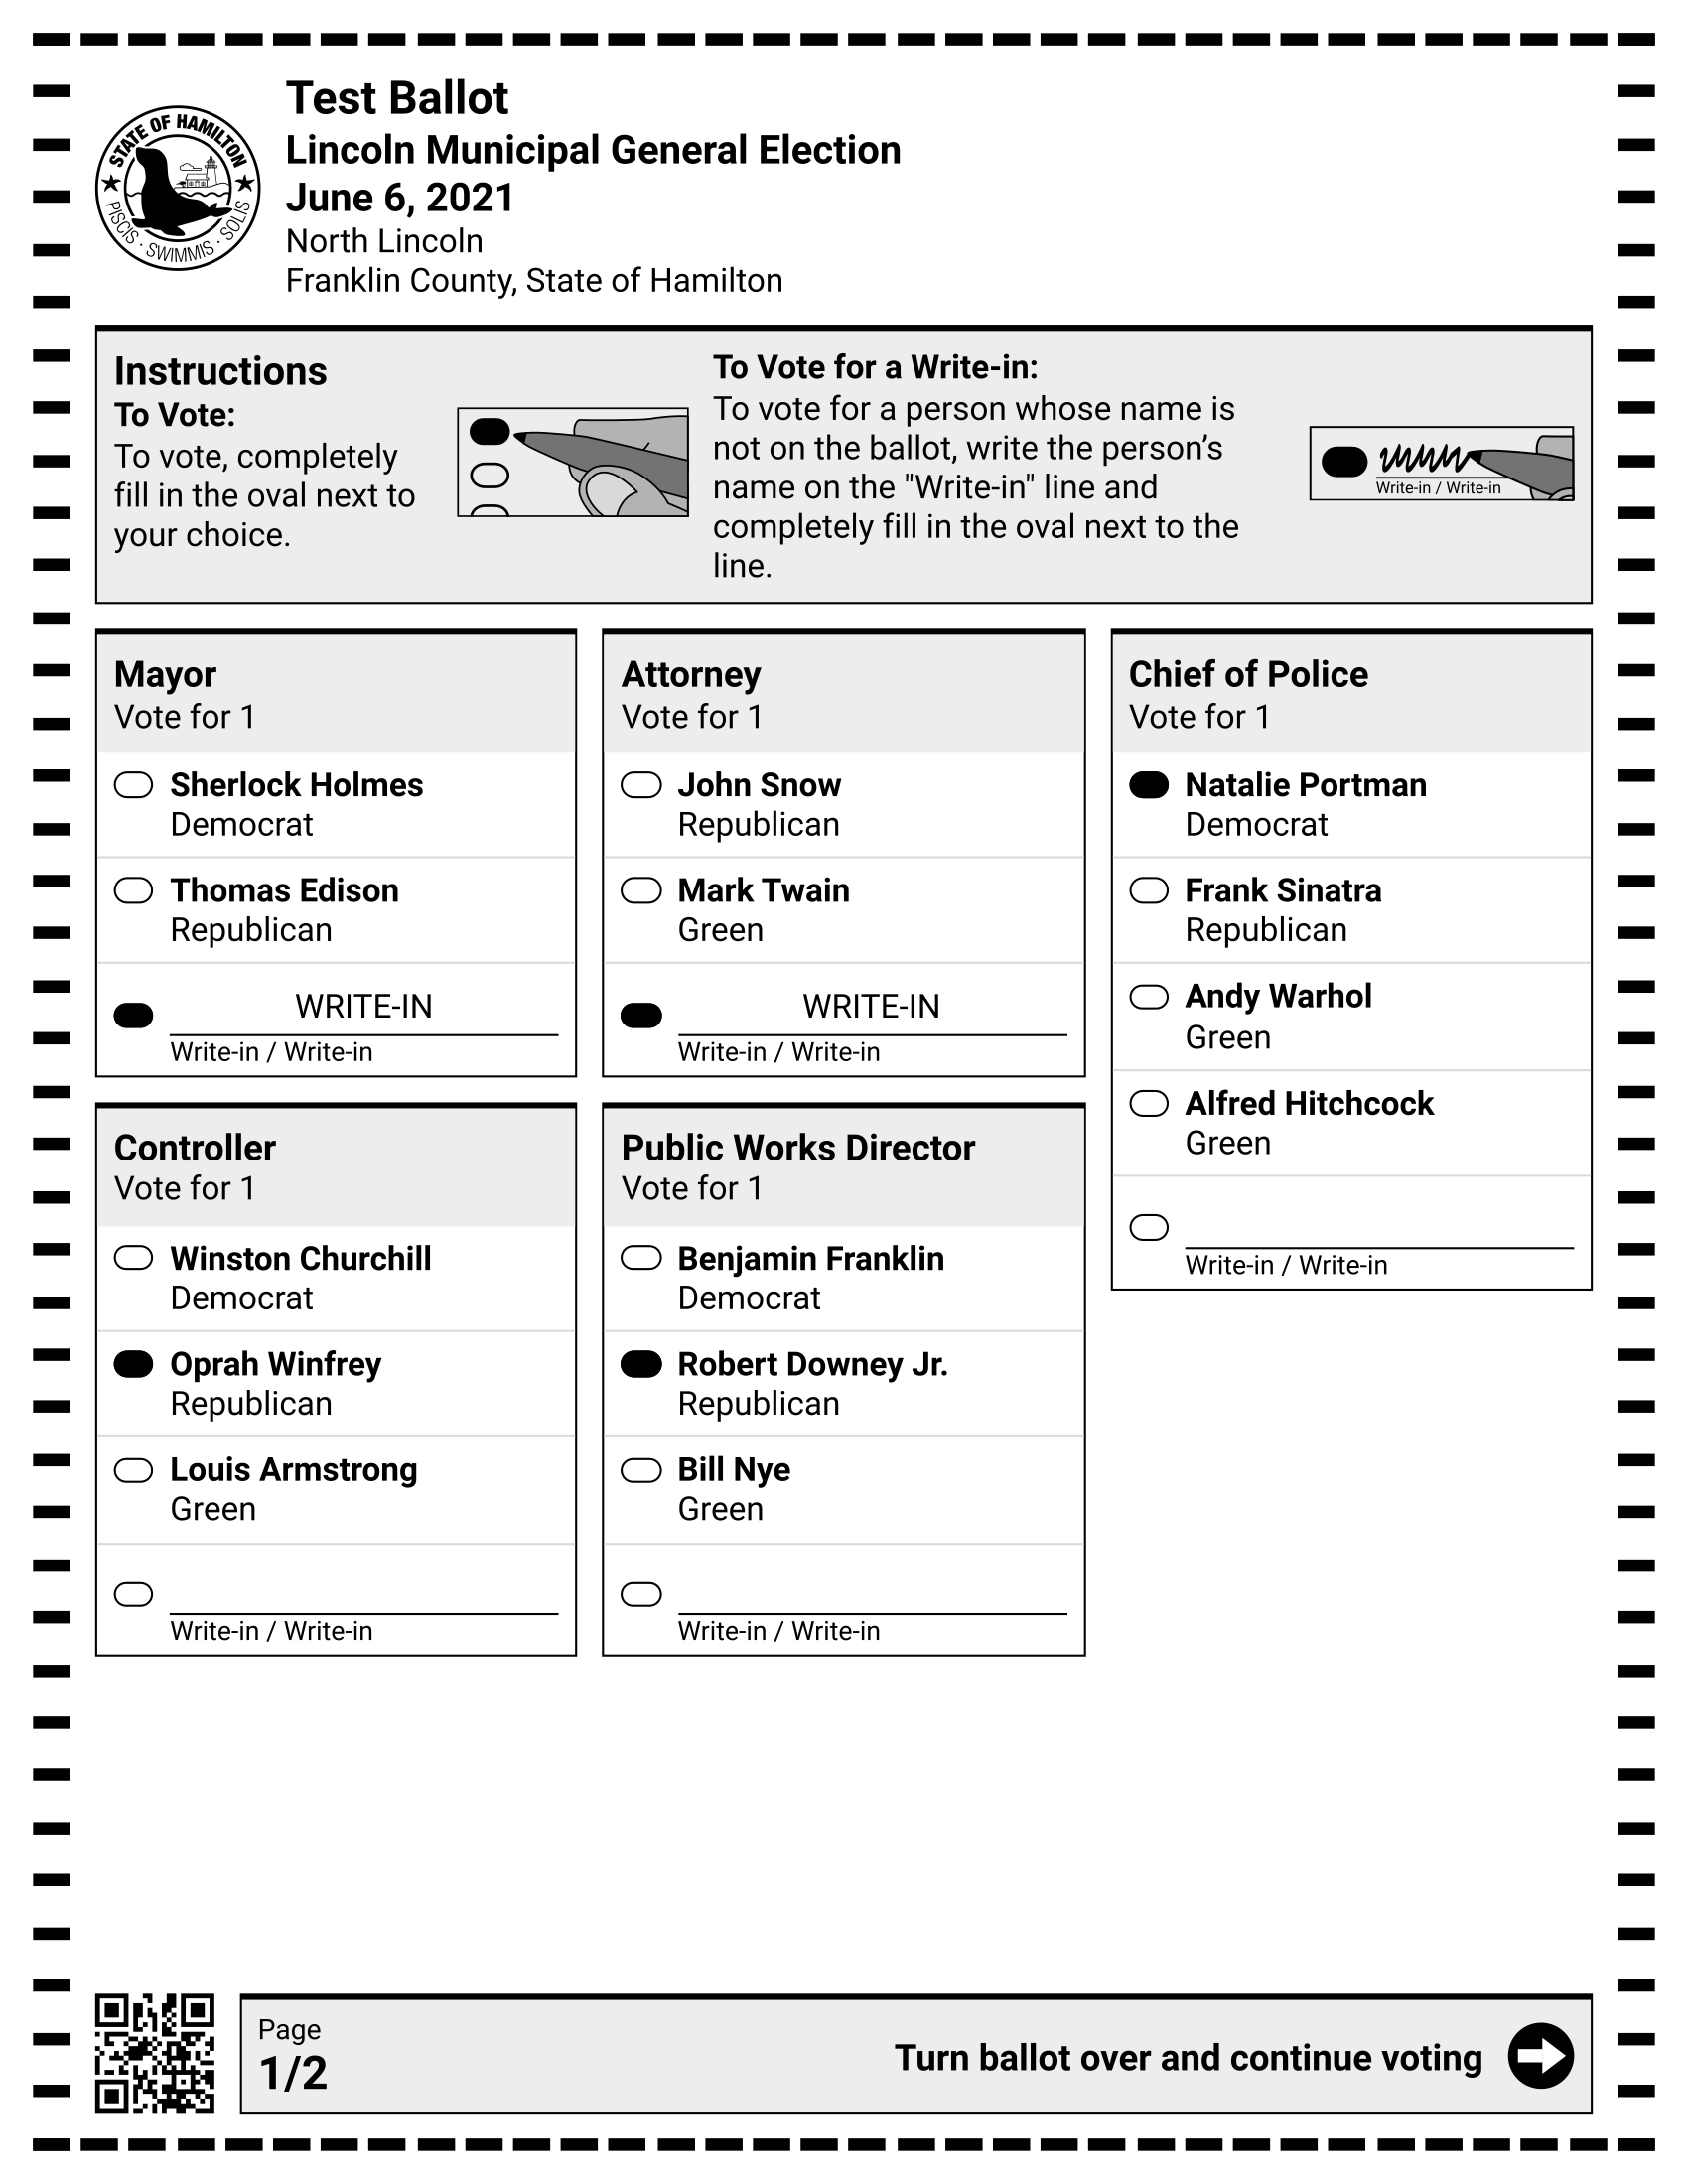 STATE OF HAMILTON
PISCIS · SWIMMIS · SOLIS
Test Ballot
Lincoln Municipal General Election
June 6, 2021
North Lincoln
Franklin County, State of Hamilton
Instructions
To Vote:
To vote, completely
fill in the oval next to
your choice.
To Vote for a Write-in:
To vote for a person whose name is
not on the ballot, write the person’s
name on the "Write-in" line and
completely fill in the oval next to the
line.
Write-in / Write-in
Mayor
Vote for 1
Sherlock Holmes
Democrat
Thomas Edison
Republican
WRITE-IN
Write-in / Write-in
Controller
Vote for 1
Winston Churchill
Democrat
Oprah Winfrey
Republican
Louis Armstrong
Green
Write-in / Write-in
Attorney
Vote for 1
John Snow
Republican
Mark Twain
Green
WRITE-IN
Write-in / Write-in
Public Works Director
Vote for 1
Benjamin Franklin
Democrat
Robert Downey Jr.
Republican
Bill Nye
Green
Write-in / Write-in
Chief of Police
Vote for 1
Natalie Portman
Democrat
Frank Sinatra
Republican
Andy Warhol
Green
Alfred Hitchcock
Green
Write-in / Write-in
Page
1/2
Turn ballot over and continue voting